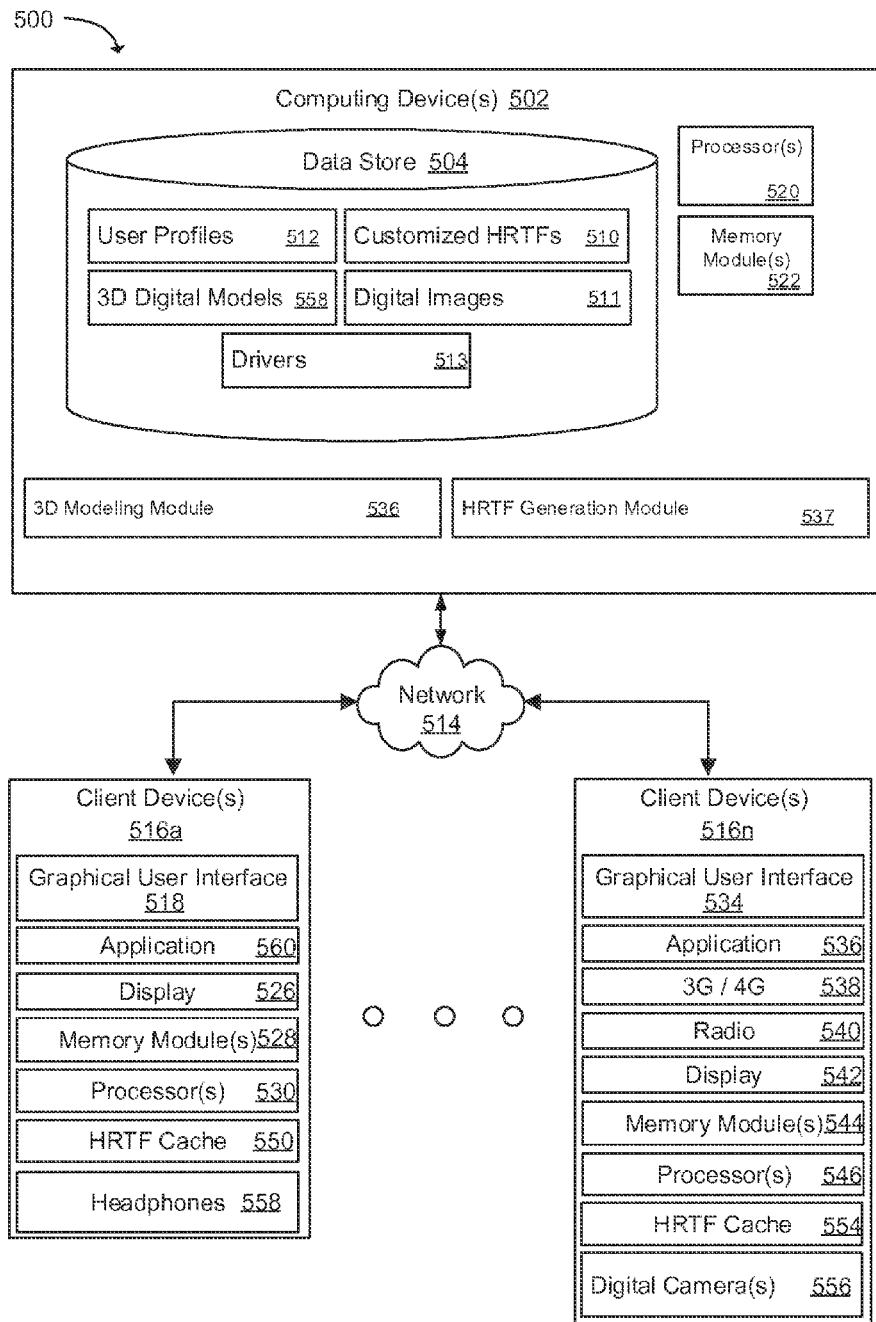 500
Computing Device(s) 502
Data Store 504
Processor(s)
520
Memory
Module(s)
522
User Profiles 512
Customized HRTFs 510
3D Digital Models 558
Digital Images 511
Drivers 513
3D Modeling Module 536
HRTF Generation Module 537
Network
514
Client Device(s)
516a
Graphical User Interface
518
Application 560
Display 526
Memory Module(s) 528
Processor(s) 530
HRTF Cache 550
Headphones 558
Client Device(s)
516n
Graphical User Interface
534
Application 536
3G / 4G 538
Radio 540
Display 542
Memory Module(s) 544
Processor(s) 546
HRTF Cache 554
Digital Camera(s) 556